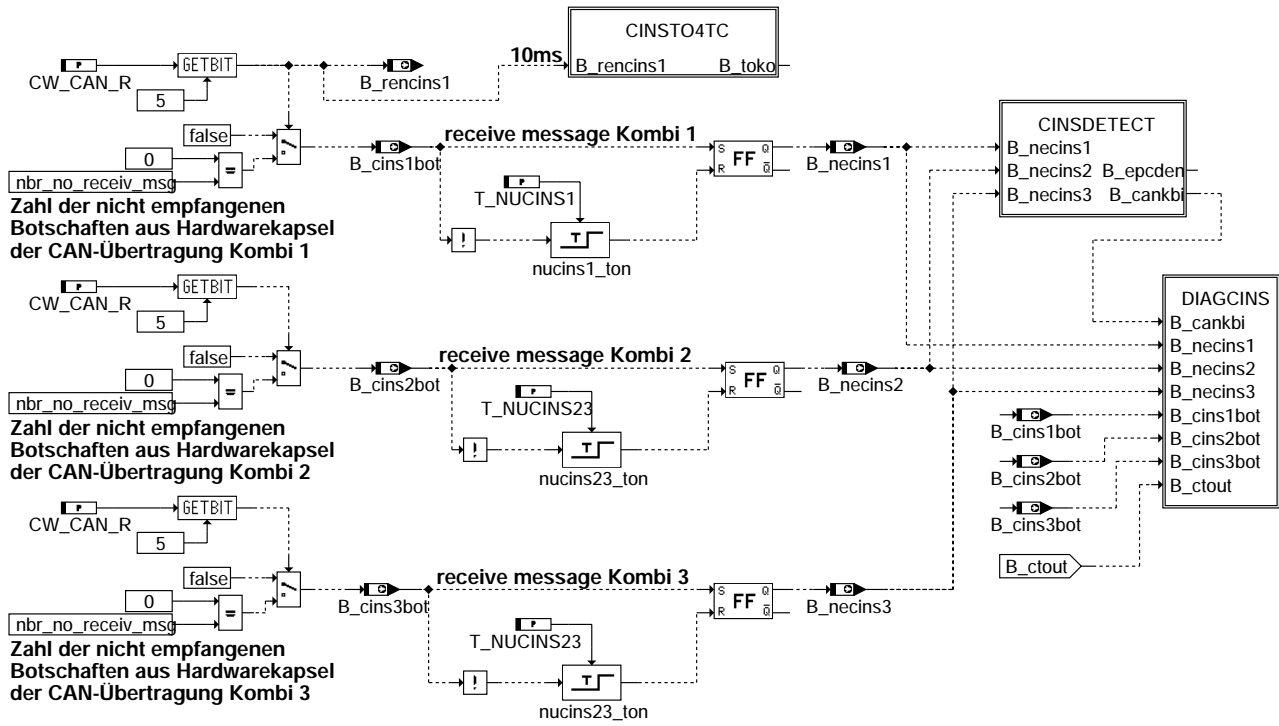 CINSTO4TC
10ms
B_rencins1
B_toko
CW_CAN_R
GETBIT
B_rencins1
5
false
0
=
nbr_no_receiv_msg
B_cins1bot
receive message Kombi 1
S Q
FF
R Q̅
B_necins1
CINSDETECT
B_necins1
B_necins2 B_epcden
B_necins3 B_cankbi
P
T_NUCINS1
Zahl der nicht empfangenen
Botschaften aus Hardwarekapsel
der CAN-Übertragung Kombi 1
!
T
nucins1_ton
P
CW_CAN_R
GETBIT
5
false
0
=
nbr_no_receiv_msg
B_cins2bot
receive message Kombi 2
S Q
FF
R Q̅
B_necins2
P
T_NUCINS23
Zahl der nicht empfangenen
Botschaften aus Hardwarekapsel
der CAN-Übertragung Kombi 2
!
T
nucins23_ton
DIAGCINS
B_cankbi
B_necins1
B_necins2
B_necins3
B_cins1bot
B_cins2bot
B_cins3bot
B_ctout
B_cins1bot
B_cins2bot
B_cins3bot
B_ctout
P
CW_CAN_R
GETBIT
5
false
0
=
nbr_no_receiv_msg
B_cins3bot
receive message Kombi 3
S Q
FF
R Q̅
B_necins3
P
T_NUCINS23
Zahl der nicht empfangenen
Botschaften aus Hardwarekapsel
der CAN-Übertragung Kombi 3
!
T
nucins23_ton